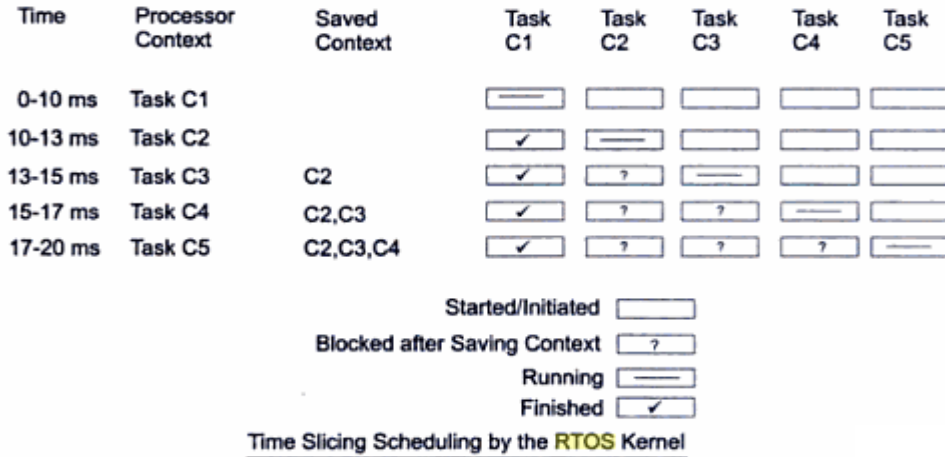 Time Processor Context Saved Context Task C1 Task C2 Task C3 Task C4 Task C5
0-10 ms Task C1
10-13 ms Task C2 ✓
13-15 ms Task C3 C2 ✓ ?
15-17 ms Task C4 C2,C3 ✓ ? ?
17-20 ms Task C5 C2,C3,C4 ✓ ? ? ?
Started/Initiated
Blocked after Saving Context ?
Running
Finished ✓
Time Slicing Scheduling by the RTOS Kernel